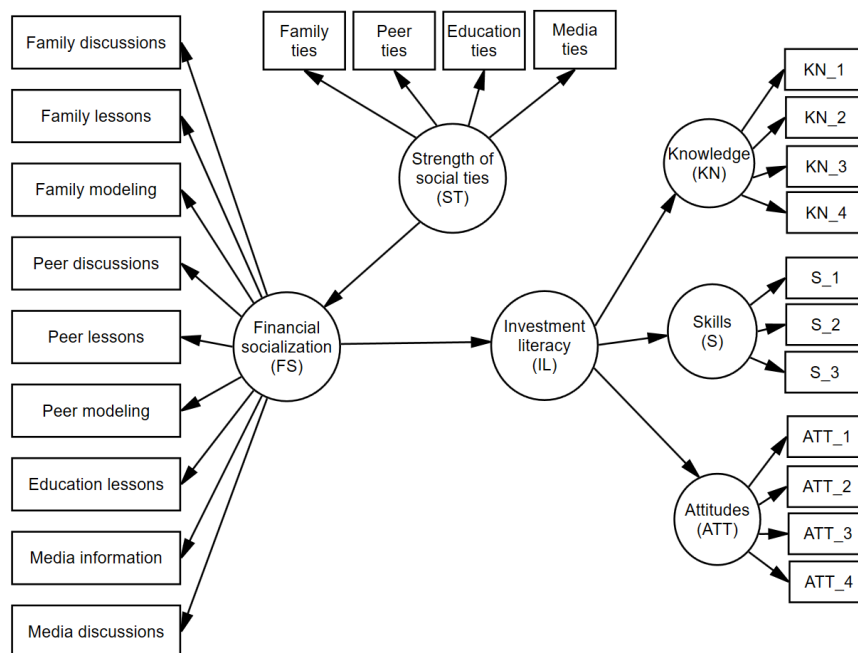 Family discussions
Family lessons
Family modeling
Peer discussions
Peer lessons
Peer modeling
Education lessons
Media information
Media discussions
Family
ties
Peer
ties
Education
ties
Media
ties
Strength of
social ties
(ST)
Financial
socialization
(FS)
Investment
literacy
(IL)
Knowledge
(KN)
Skills
(S)
Attitudes
(ATT)
KN_1
KN_2
KN_3
KN_4
S_1
S_2
S_3
ATT_1
ATT_2
ATT_3
ATT_4